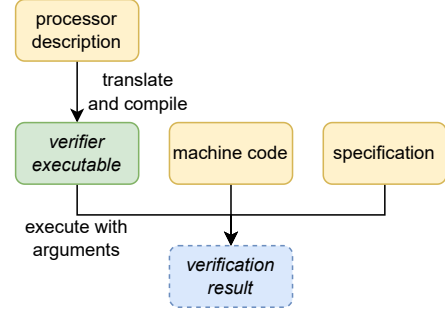 processor
description
translate
and compile
verifier
executable
machine code
specification
execute with
arguments
verification
result